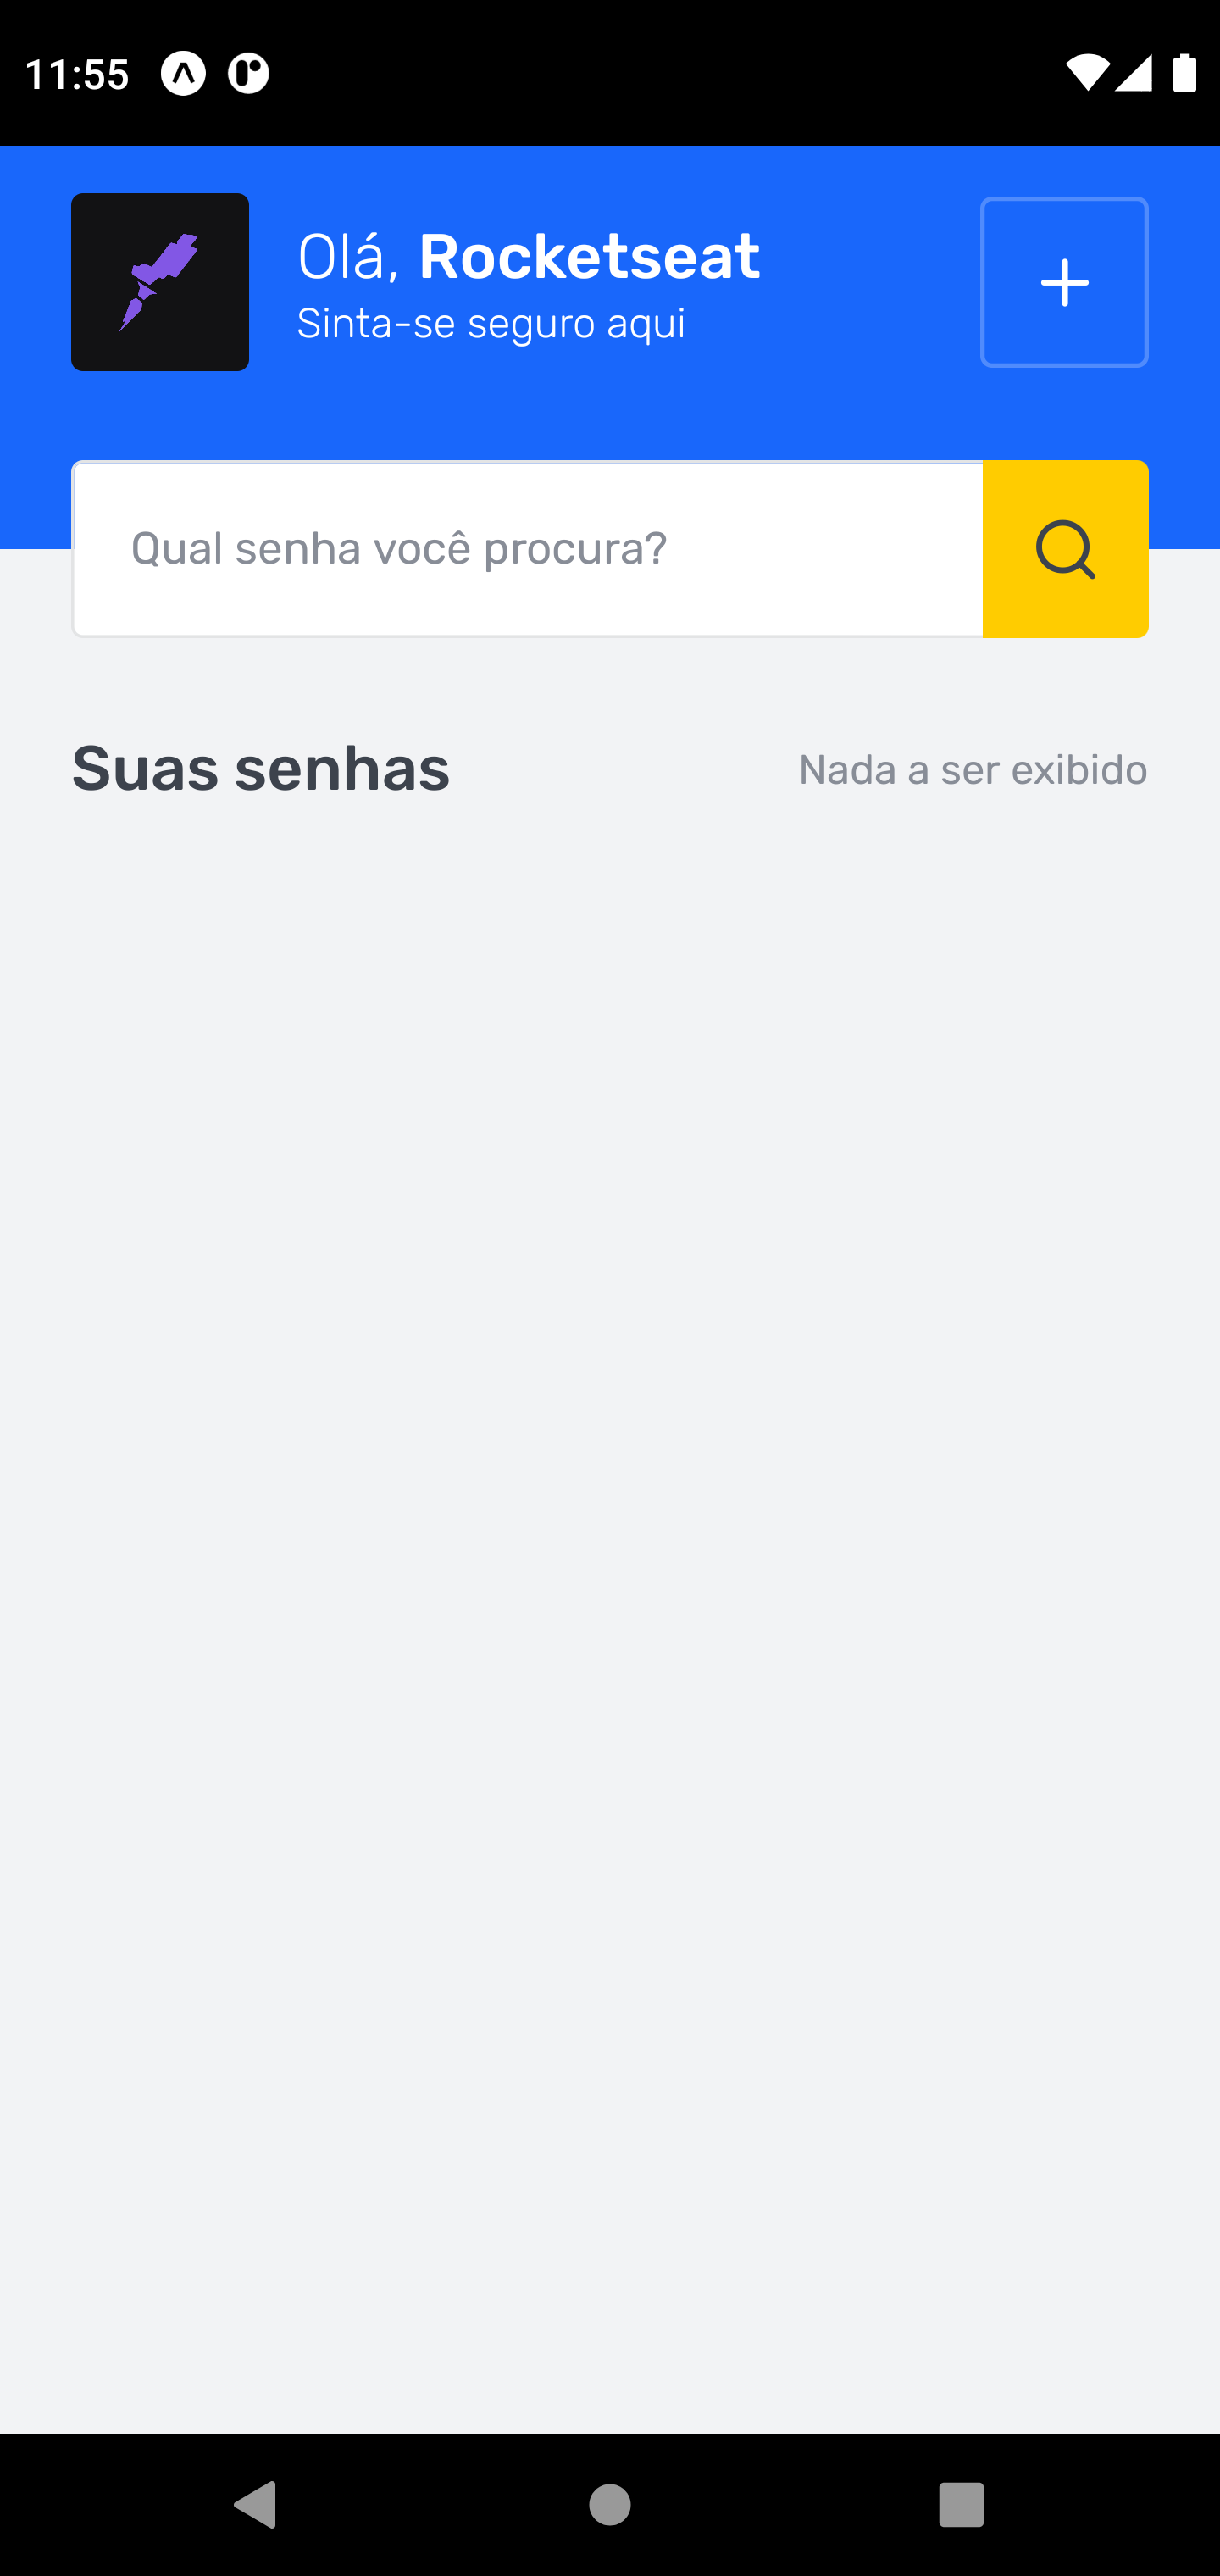 11:55
Olá, Rocketseat
Sinta-se seguro aqui
Qual senha você procura?
Suas senhas
Nada a ser exibido